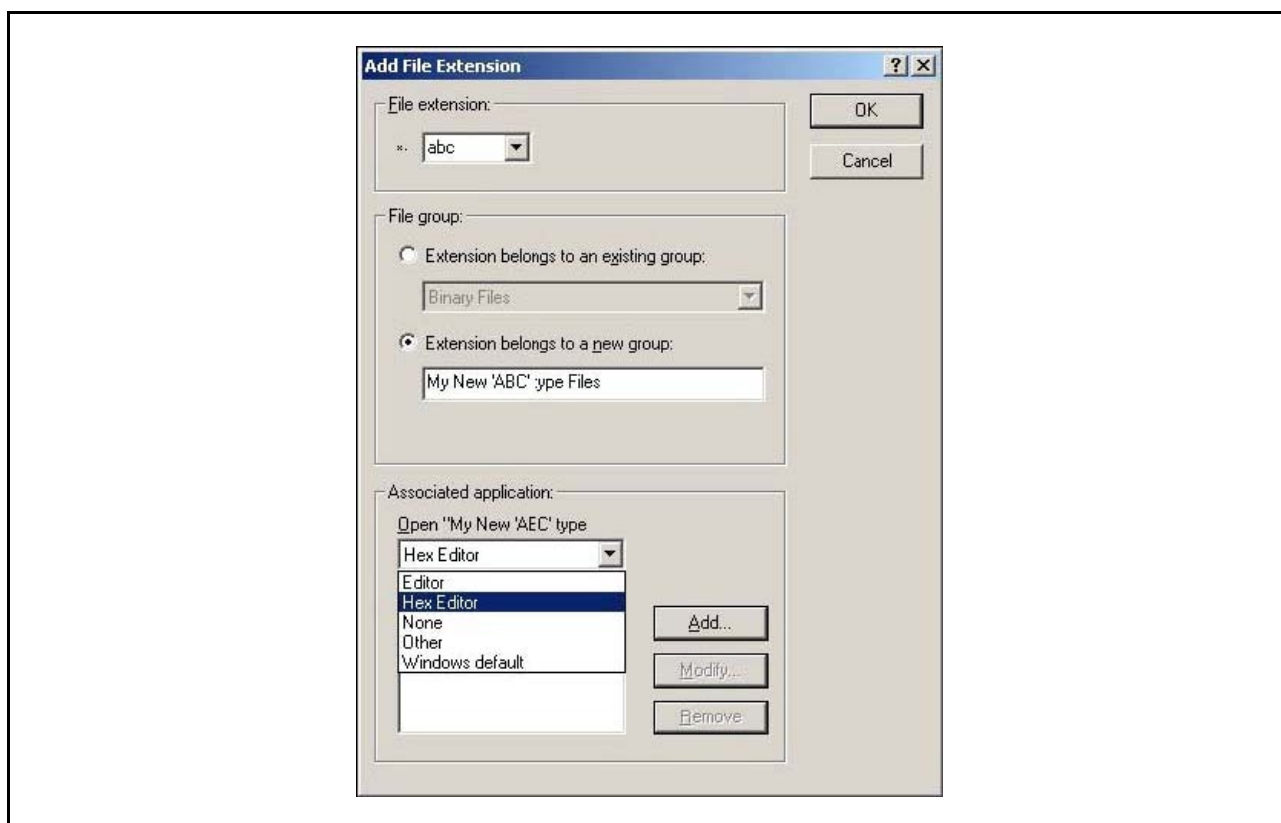 Add File Extension
File extension:
*. abc
OK
Cancel
File group:
Extension belongs to an existing group:
Binary Files
Extension belongs to a new group:
My New 'ABC' :ype Files
Associated application:
Open "My New 'AEC' type
Hex Editor
Editor
Hex Editor
None
Other
Windows default
Add...
Modify...
Remove